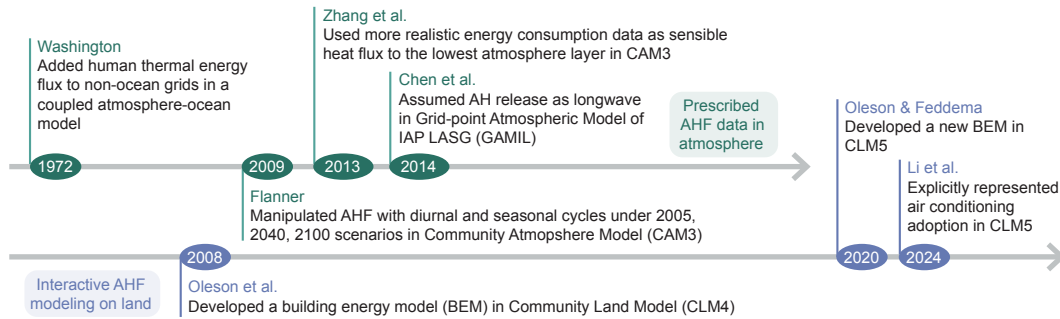 Zhang et al.
Used more realistic energy consumption data as sensible
heat flux to the lowest atmosphere layer in CAM3
Washington
Added human thermal energy
flux to non-ocean grids in a
coupled atmosphere-ocean
model
Chen et al.
Assumed AH release as longwave
in Grid-point Atmospheric Model of
IAP LASG (GAMIL)
Prescribed
AHF data in
atmosphere
1972
2009
2013
2014
Flanner
Manipulated AHF with diurnal and seasonal cycles under 2005,
2040, 2100 scenarios in Community Atmopshere Model (CAM3)
Oleson & Feddema
Developed a new BEM in
CLM5
Li et al.
Explicitly represented
air conditioning
adoption in CLM5
2008
2020
2024
Interactive AHF
modeling on land
Oleson et al.
Developed a building energy model (BEM) in Community Land Model (CLM4)